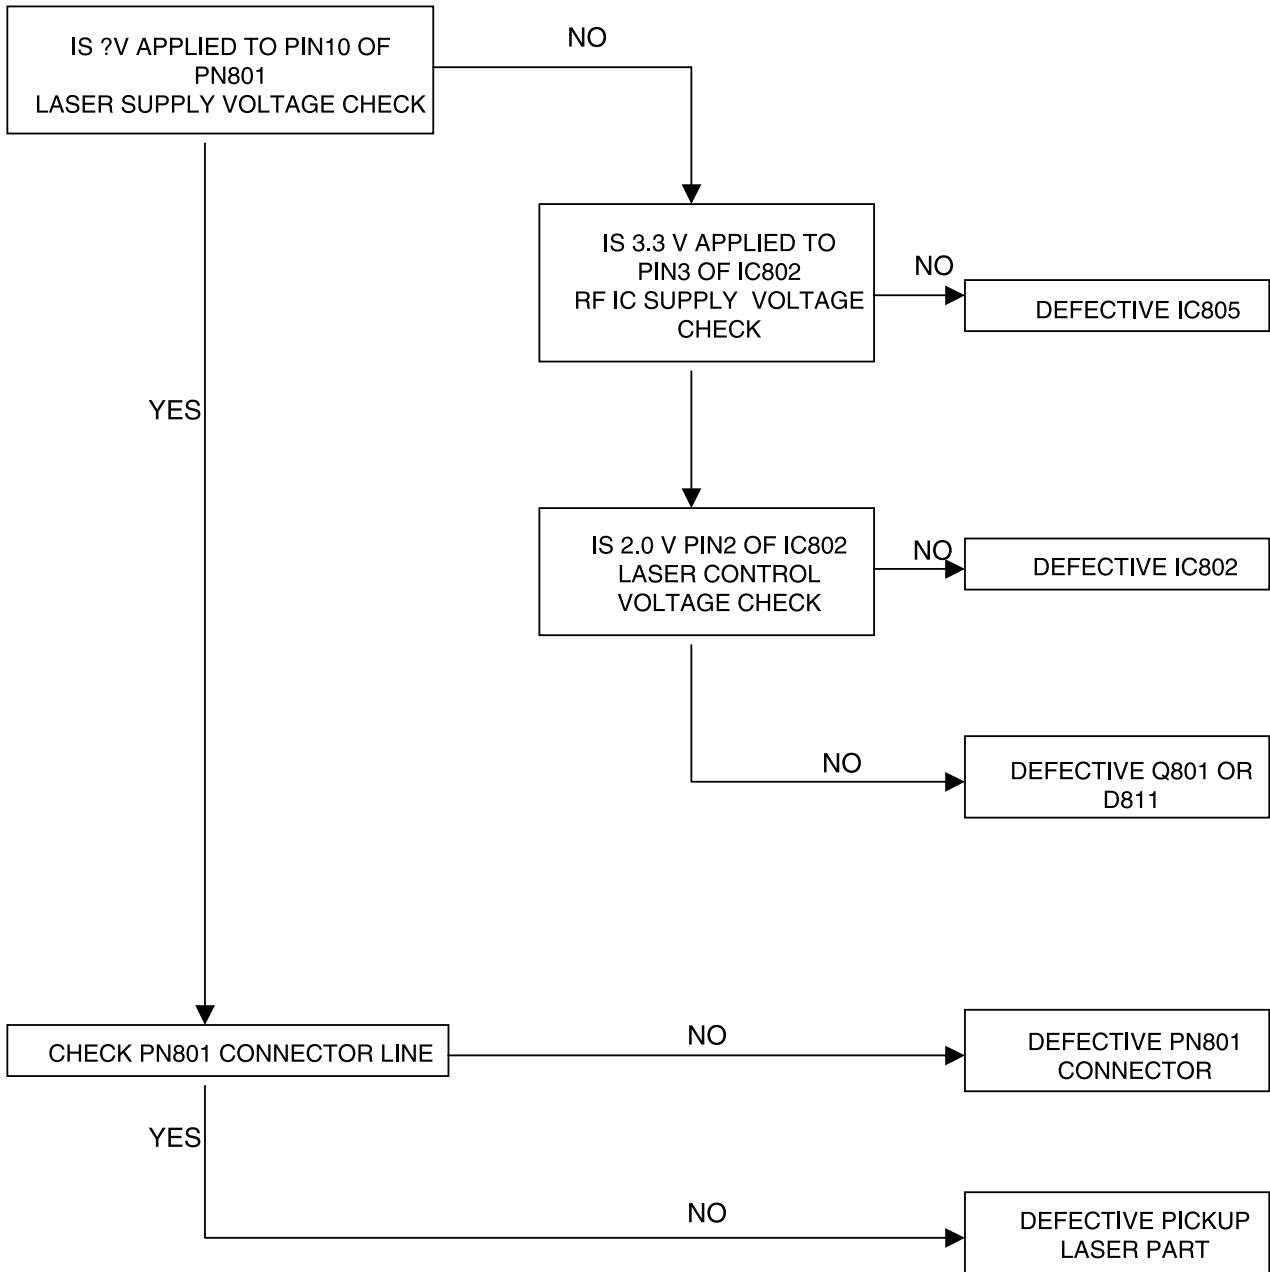 IS ?V APPLIED TO PIN10 OF
PN801
LASER SUPPLY VOLTAGE CHECK
NO
IS 3.3 V APPLIED TO
PIN3 OF IC802
RF IC SUPPLY VOLTAGE
CHECK
NO
DEFECTIVE IC805
YES
IS 2.0 V PIN2 OF IC802
LASER CONTROL
VOLTAGE CHECK
NO
DEFECTIVE IC802
NO
DEFECTIVE Q801 OR
D811
CHECK PN801 CONNECTOR LINE
NO
DEFECTIVE PN801
CONNECTOR
YES
NO
DEFECTIVE PICKUP
LASER PART